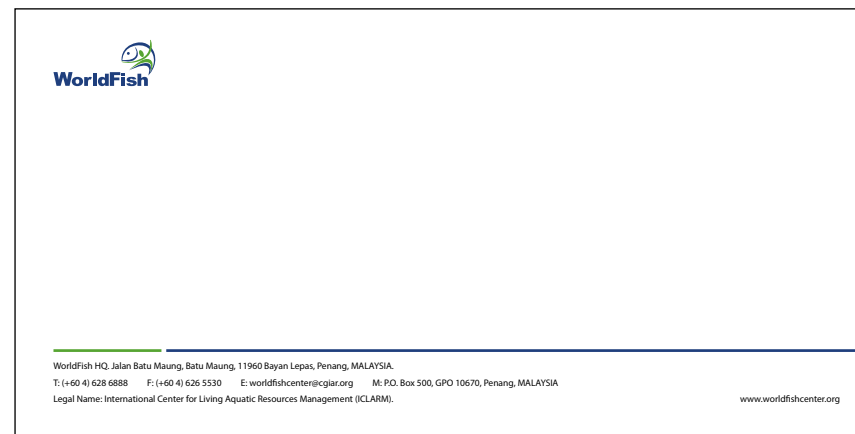 WorldFish
WorldFish HQ. Jalan Batu Maung, Batu Maung, 11960 Bayan Lepas, Penang, MALAYSIA.
T: (+60 4) 628 6888 F: (+60 4) 626 5530 E: worldfishcenter@cgiar.org M: P.O. Box 500, GPO 10670, Penang, MALAYSIA
Legal Name: International Center for Living Aquatic Resources Management (ICLARM). www.worldfishcenter.org